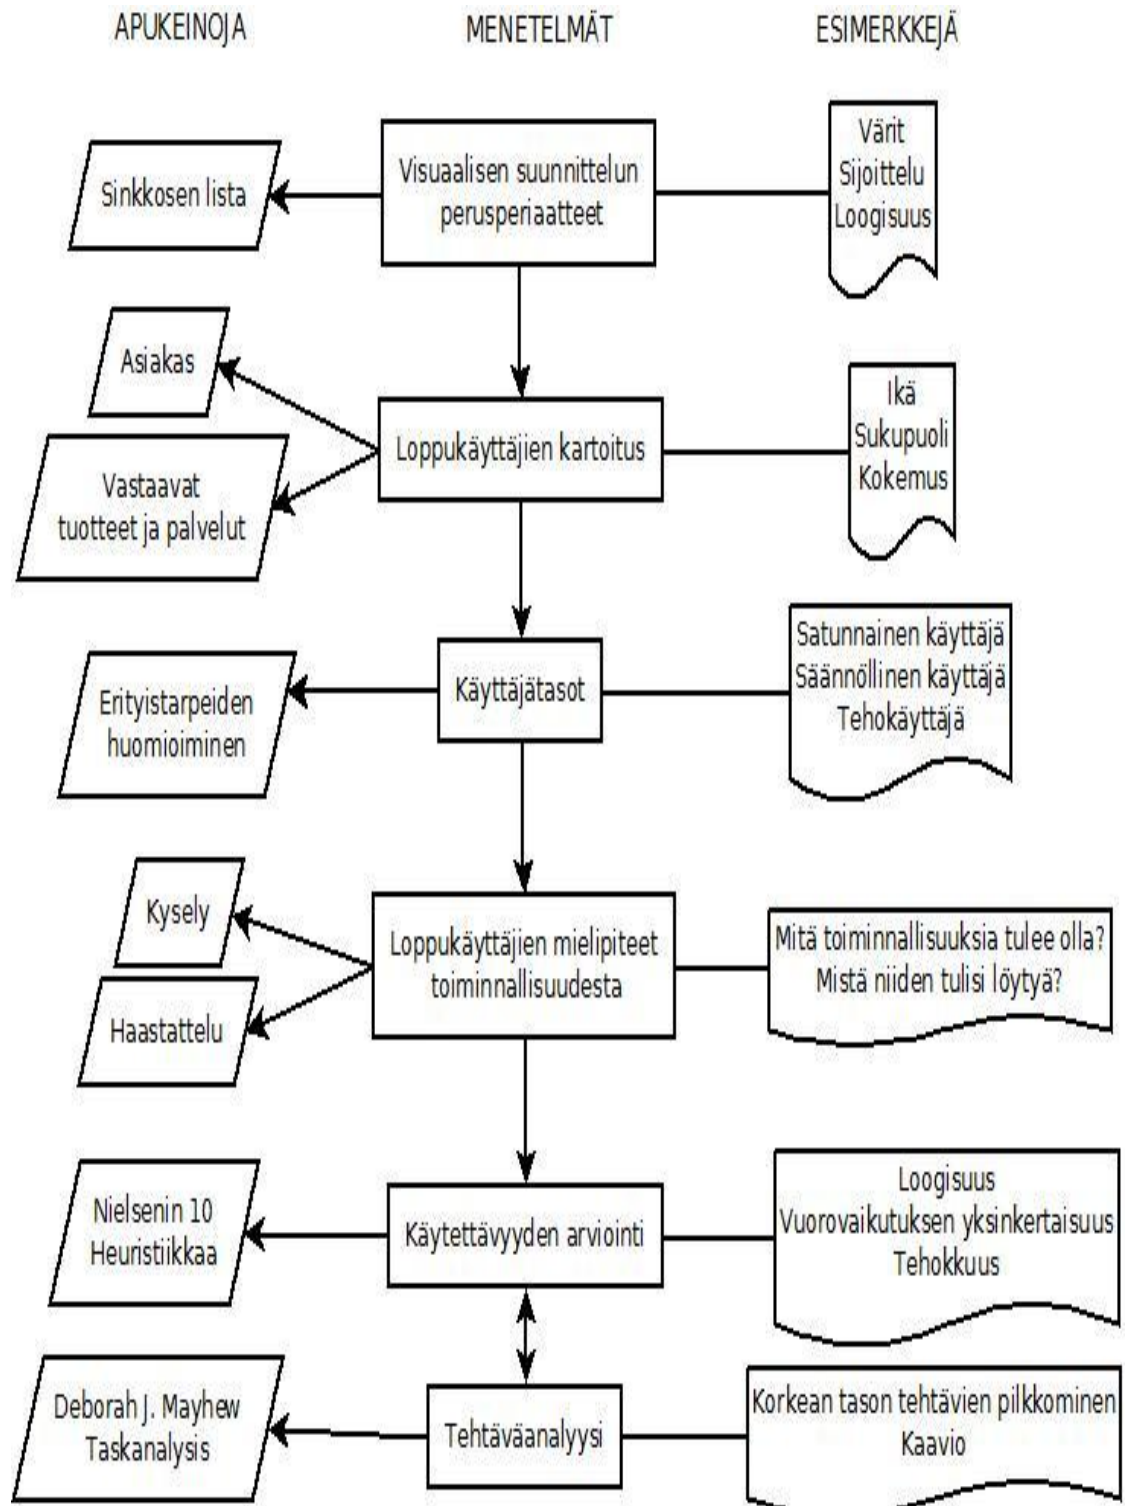 APUKEINOJA MENETELMÄT ESIMERKKEJÄ
Sinkkosen lista
Visuaalisen suunnittelun
perusperiaatteet
Värit
Sijoittelu
Loogisuus
Asiakas
Vastaavat
tuotteet ja palvelut
Loppukäyttäjien kartoitus
Ikä
Sukupuoli
Kokemus
Erityistarpeiden
huomioiminen
Käyttäjätasot
Satunnainen käyttäjä
Säännöllinen käyttäjä
Tehokäyttäjä
Kysely
Haastattelu
Loppukäyttäjien mielipiteet
toiminnallisuudesta
Mitä toiminnallisuuksia tulee olla?
Mistä niiden tulisi löytyä?
Nielsenin 10
Heuristiikkaa
Käytettävyyden arviointi
Loogisuus
Vuorovaikutuksen yksinkertaisuus
Tehokkuus
Deborah J. Mayhew
Taskanalysis
Tehtäväanalyysi
Korkean tason tehtävien pilkkominen
Kaavio